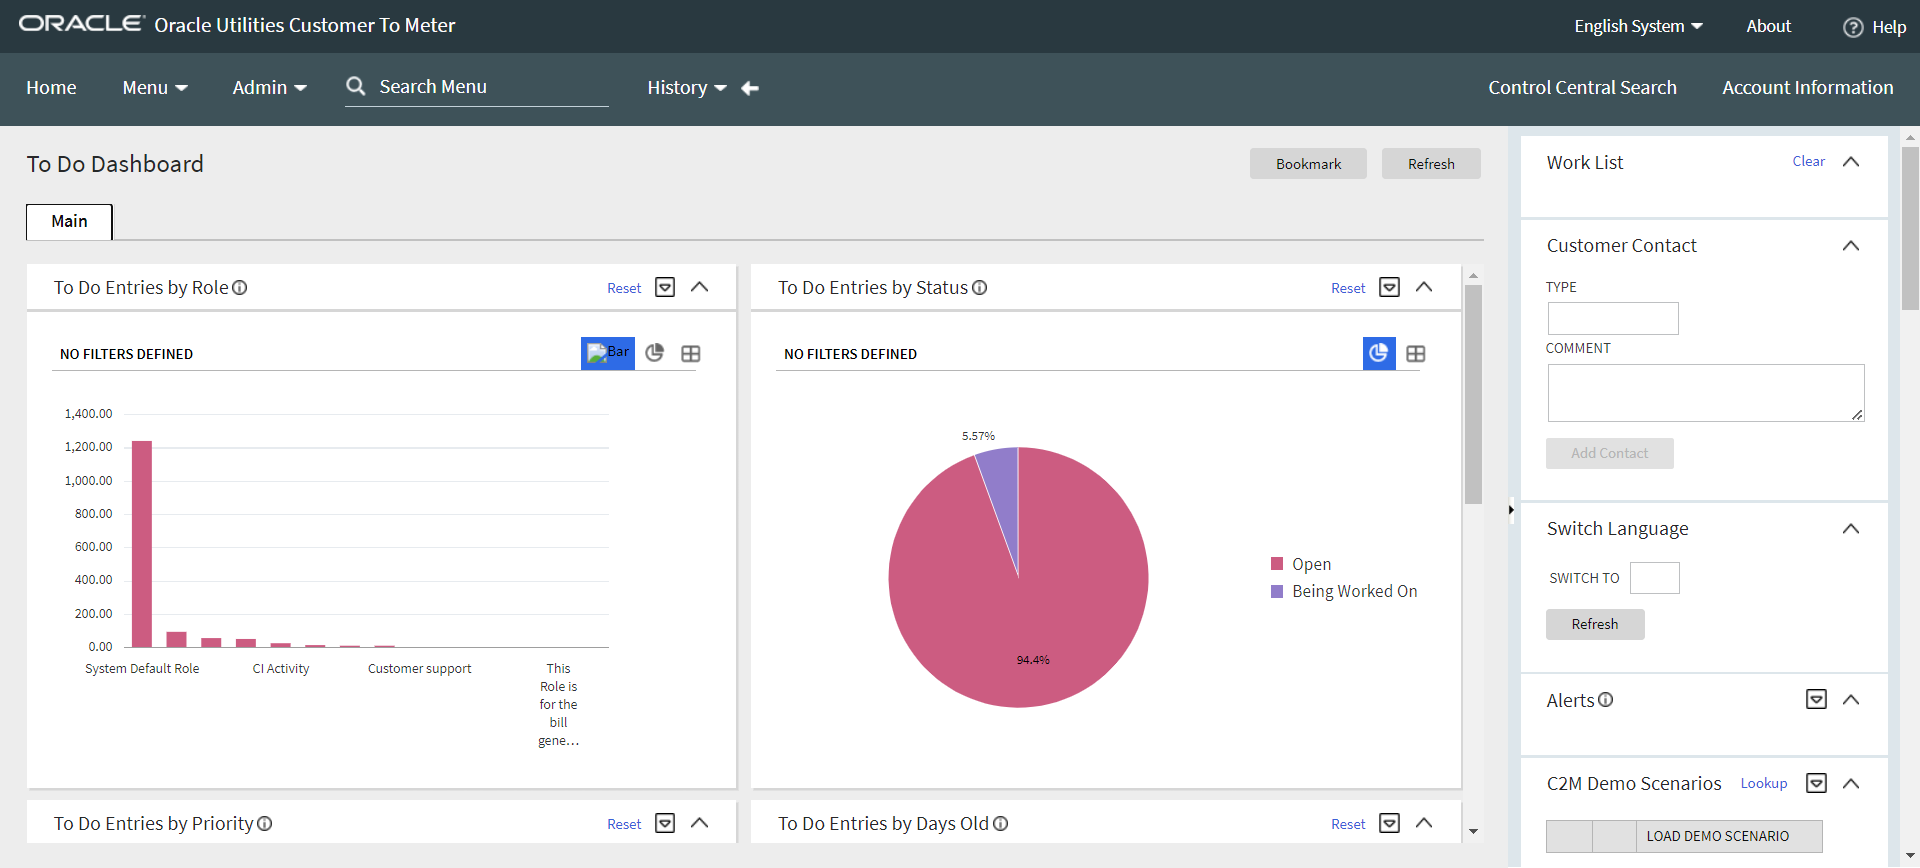 ORACLE Oracle Utilities Customer To Meter
English System About Help
Home Menu Admin Search Menu History Control Central Search Account Information
To Do Dashboard
Bookmark Refresh
Main
To Do Entries by Role Reset
NO FILTERS DEFINED Bar
1,400.00
1,200.00
1,000.00
800.00
600.00
400.00
200.00
0.00
System Default Role CI Activity Customer support This
Role is
for the
bill
gene…
To Do Entries by Status Reset
NO FILTERS DEFINED
5.57%
94.4%
Open
Being Worked On
To Do Entries by Priority Reset
To Do Entries by Days Old Reset
Work List Clear
Customer Contact
TYPE
COMMENT
Add Contact
Switch Language
SWITCH TO
Refresh
Alerts
C2M Demo Scenarios Lookup
LOAD DEMO SCENARIO